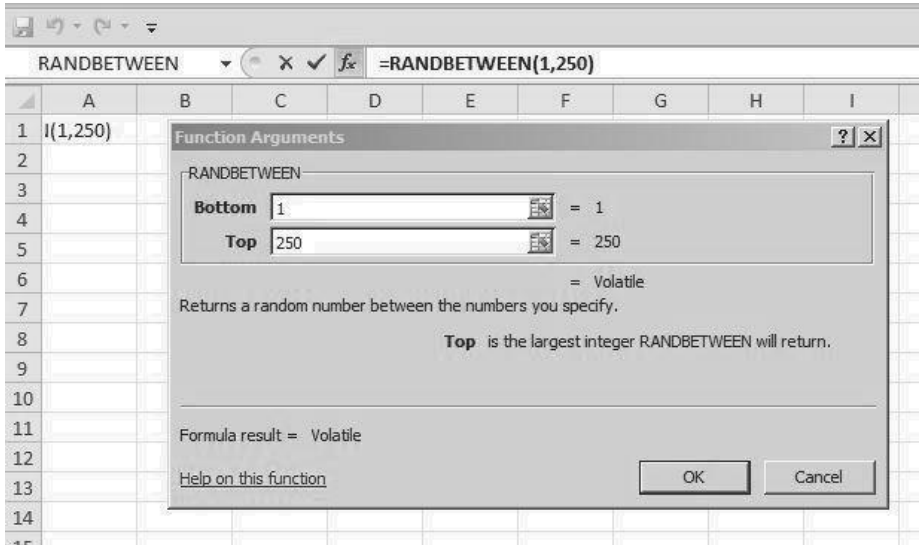 RANDBETWEEN =RANDBETWEEN(1,250)
A B C D E F G H I
1 I(1,250)
Function Arguments
2
RANDBETWEEN
3
Bottom 1 = 1
4
Top 250 = 250
5
6
= Volatile
7
Returns a random number between the numbers you specify.
8
Top is the largest integer RANDBETWEEN will return.
9
10
11
Formula result = Volatile
12
Help on this function OK Cancel
13
14
15